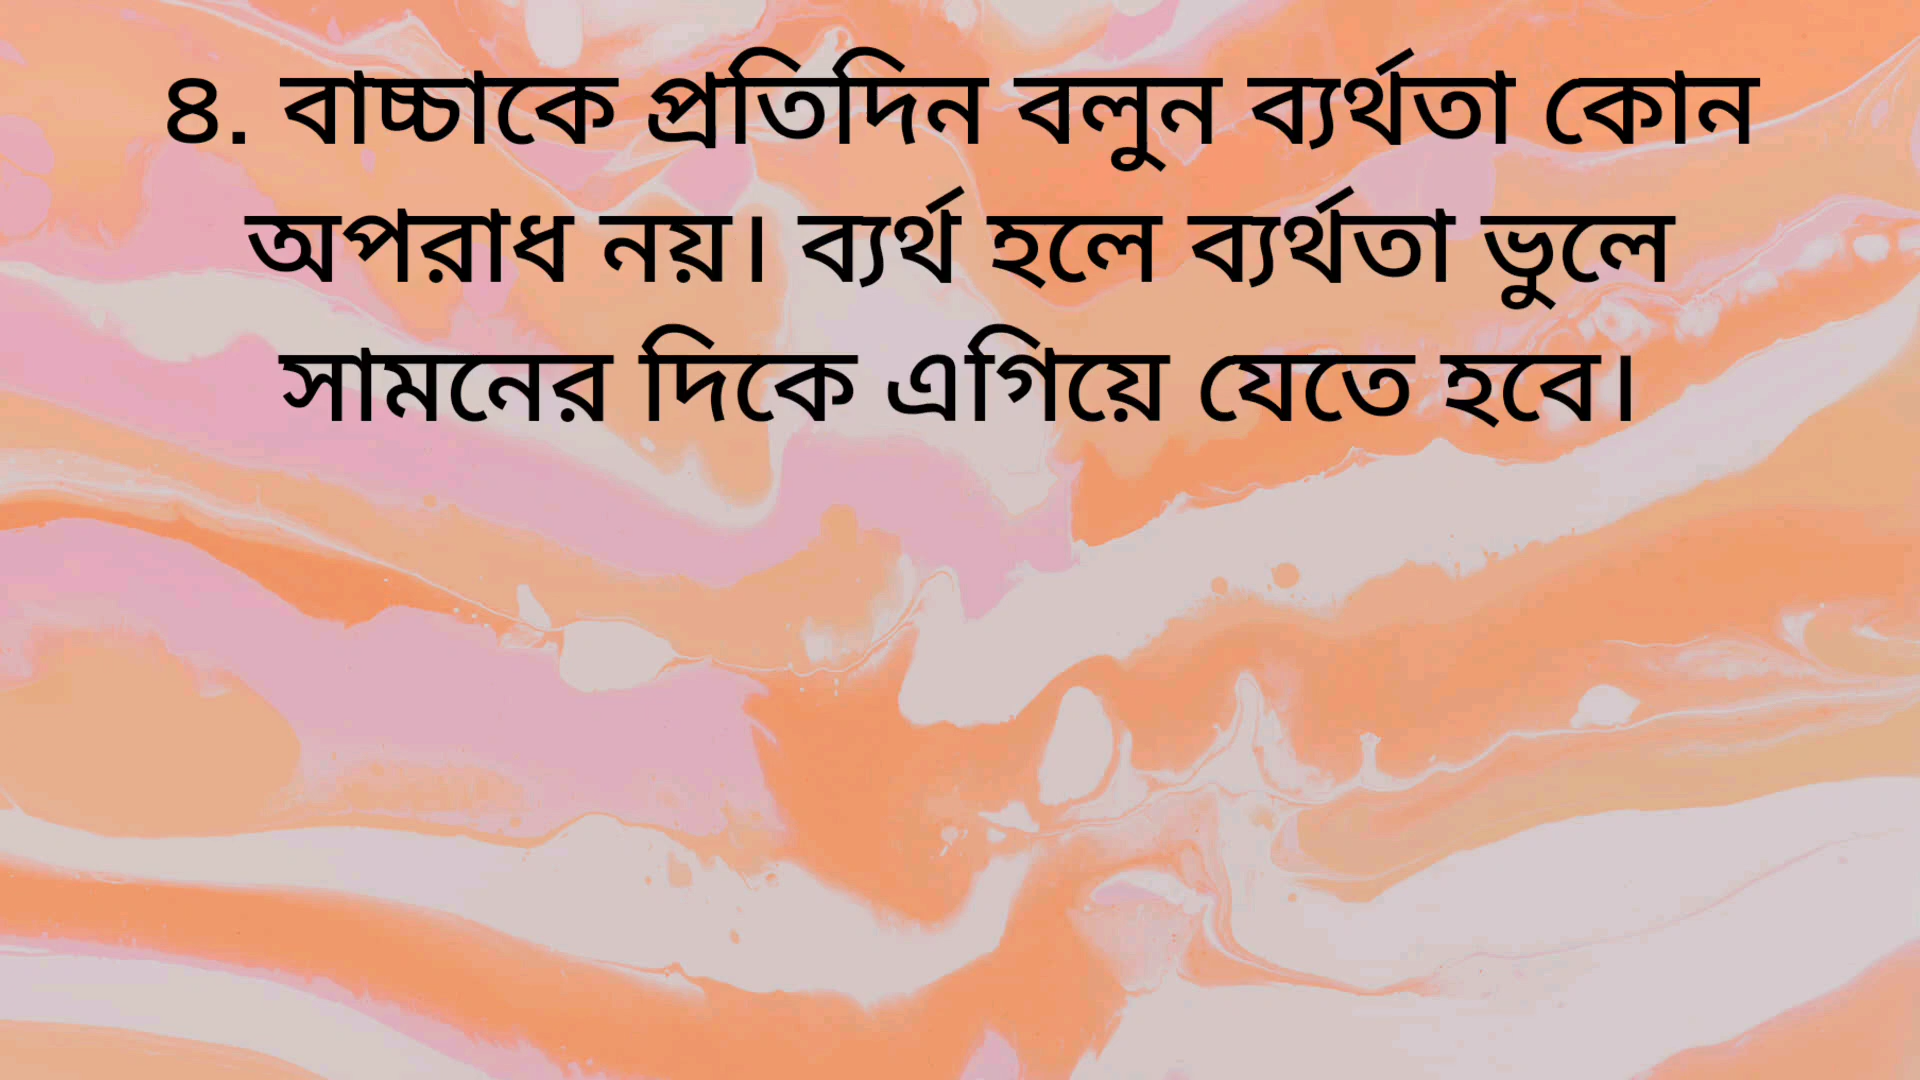 ৪. বাচ্চাকে প্রতিদিন বলুন ব্যর্থতা কোন
অপরাধ নয়। ব্যর্থ হলে ব্যর্থতা ভুলে
সামনের দিকে এগিয়ে যেতে হবে।